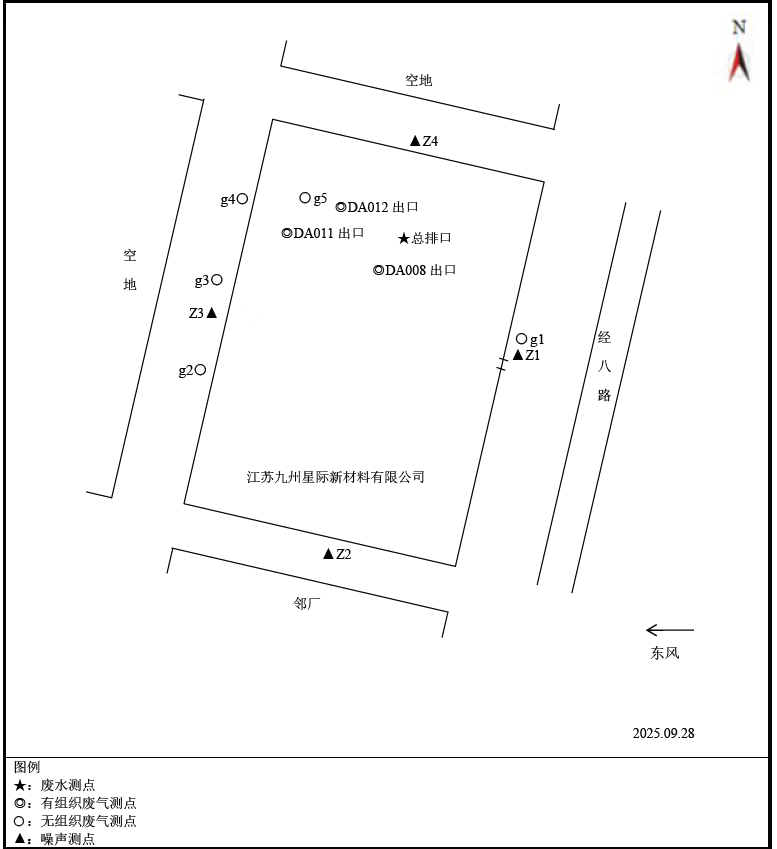 N
空地
▲Z4
g4○
○g5
◎DA012 出口
◎DA011 出口
★总排口
空
地
◎DA008 出口
g3○
Z3▲
○g1
▲Z1
经
八
路
g2○
江苏九州星际新材料有限公司
▲Z2
邻厂
东风
2025.09.28
图例
★：废水测点
◎：有组织废气测点
○：无组织废气测点
▲：噪声测点